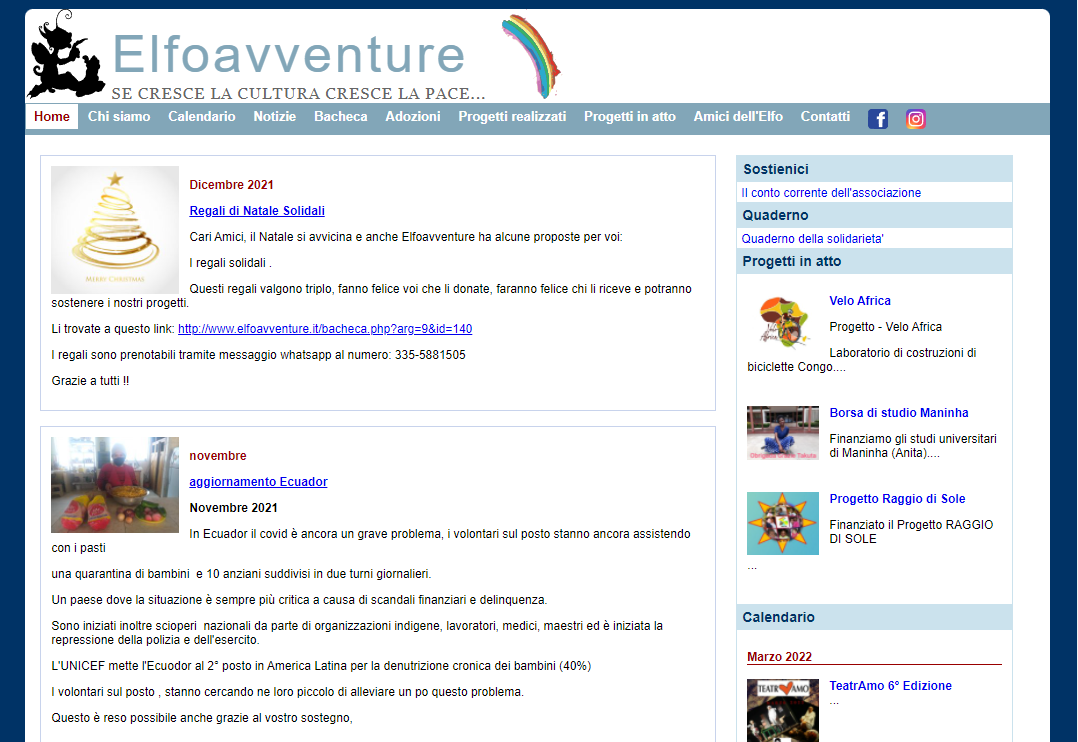 Elfoavventure
SE CRESCE LA CULTURA CRESCE LA PACE...
Home Chi siamo Calendario Notizie Bacheca Adozioni Progetti realizzati Progetti in atto Amici dell'Elfo Contatti
MERRY CHRISTMAS
Dicembre 2021
Regali di Natale Solidali
Cari Amici, il Natale si avvicina e anche Elfoavventure ha alcune proposte per voi:
I regali solidali .
Questi regali valgono triplo, fanno felice voi che li donate, faranno felice chi li riceve e potranno
sostenere i nostri progetti.
Li trovate a questo link: http://www.elfoavventure.it/bacheca.php?arg=9&id=140
I regali sono prenotabili tramite messaggio whatsapp al numero: 335-5881505
Grazie a tutti !!
novembre
aggiornamento Ecuador
Novembre 2021
In Ecuador il covid è ancora un grave problema, i volontari sul posto stanno ancora assistendo
con i pasti
una quarantina di bambini e 10 anziani suddivisi in due turni giornalieri.
Un paese dove la situazione è sempre più critica a causa di scandali finanziari e delinquenza.
Sono iniziati inoltre scioperi nazionali da parte di organizzazioni indigene, lavoratori, medici, maestri ed è iniziata la
repressione della polizia e dell'esercito.
L'UNICEF mette l'Ecuodor al 2° posto in America Latina per la denutrizione cronica dei bambini (40%)
I volontari sul posto , stanno cercando ne loro piccolo di alleviare un po questo problema.
Questo è reso possibile anche grazie al vostro sostegno,
Sostienici
Il conto corrente dell'associazione
Quaderno
Quaderno della solidarieta'
Progetti in atto
Velo Africa
Velo Africa
Progetto - Velo Africa
Laboratorio di costruzioni di
biciclette Congo....
Borsa di studio Maninha
Finanziamo gli studi universitari
di Maninha (Anita)....
Progetto Raggio di Sole
Finanziato il Progetto RAGGIO
DI SOLE
...
Calendario
Marzo 2022
TEATR AMO
TeatrAmo 6° Edizione
...